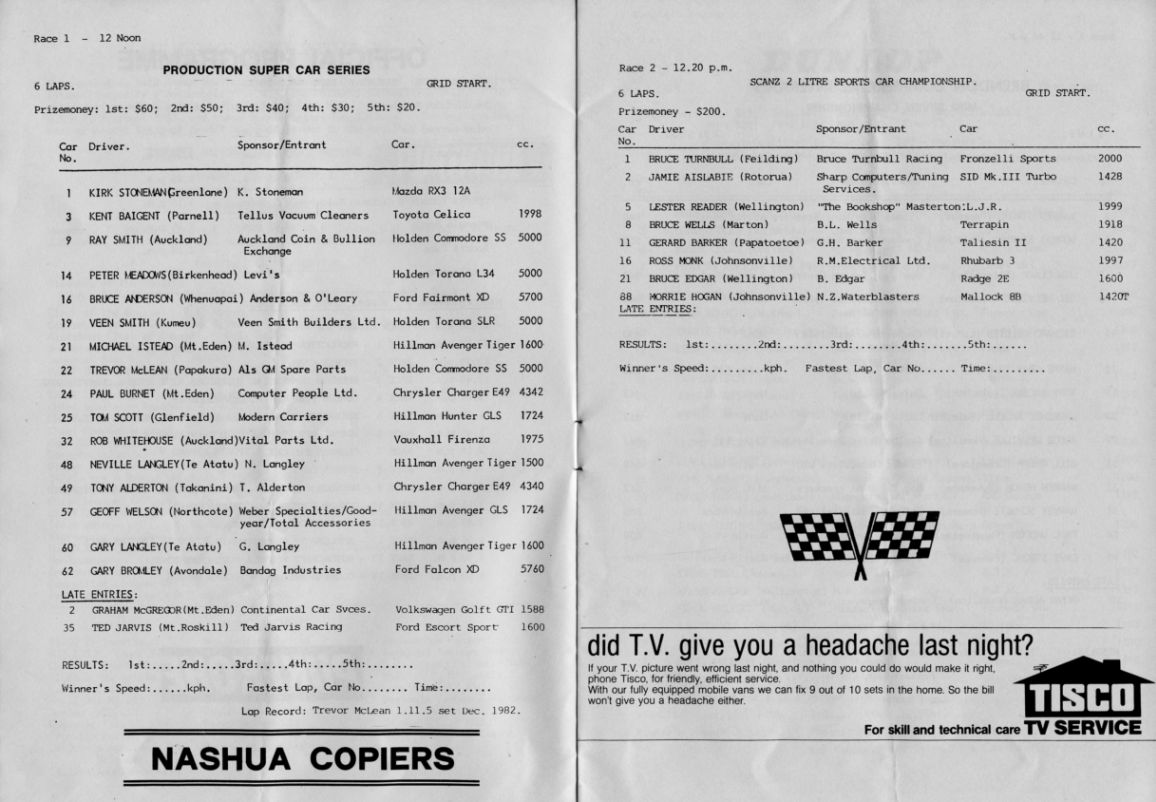 Race 1 - 12 Noon
PRODUCTION SUPER CAR SERIES
6 LAPS. GRID START.
Prizemoney: 1st: $60; 2nd: $50; 3rd: $40; 4th: $30; 5th: $20.
Car Driver. Sponsor/Entrant Car. cc.
No.
1 KIRK STONEMAN(Greenlane) K. Stoneman Mazda RX3 12A
3 KENT BAIGENT (Parnell) Tellus Vacuum Cleaners Toyota Celica 1998
9 RAY SMITH (Auckland) Auckland Coin & Bullion Holden Commodore SS 5000
Exchange
14 PETER MEADOWS(Birkenhead) Levi's Holden Torana L34 5000
16 BRUCE ANDERSON (Whenuapai) Anderson & O'Leary Ford Fairmont XD 5700
19 VEEN SMITH (Kumeu) Veen Smith Builders Ltd. Holden Torana SLR 5000
21 MICHAEL ISTEAD (Mt.Eden) M. Istead Hillman Avenger Tiger 1600
22 TREVOR McLEAN (Papakura) Als GM Spare Parts Holden Commodore SS 5000
24 PAUL BURNET (Mt.Eden) Computer People Ltd. Chrysler Charger E49 4342
25 TOM SCOTT (Glenfield) Modern Carriers Hillman Hunter GLS 1724
32 ROB WHITEHOUSE (Auckland)Vital Parts Ltd. Vauxhall Firenza 1975
48 NEVILLE LANGLEY(Te Atatu) N. Langley Hillman Avenger Tiger 1500
49 TONY ALDERTON (Takanini) T. Alderton Chrysler Charger E49 4340
57 GEOFF WELSON (Northcote) Weber Specialties/Good- Hillman Avenger GLS 1724
year/Total Accessories
60 GARY LANGLEY(Te Atatu) G. Langley Hillman Avenger Tiger 1600
62 GARY BROMLEY (Avondale) Bandag Industries Ford Falcon XD 5760
LATE ENTRIES:
2 GRAHAM McGREGOR(Mt.Eden) Continental Car Svces. Volkswagen Golft GTI 1588
35 TED JARVIS (Mt.Roskill) Ted Jarvis Racing Ford Escort Sport 1600
RESULTS: 1st:.....2nd:.....3rd:.....4th:.....5th:........
Winner's Speed:......kph. Fastest Lap, Car No........ Time:........
Lap Record: Trevor McLean 1.11.5 set Dec. 1982.
NASHUA COPIERS
Race 2 - 12.20 p.m.
SCANZ 2 LITRE SPORTS CAR CHAMPIONSHIP.
6 LAPS. GRID START.
Prizemoney - $200.
Car Driver Sponsor/Entrant Car cc.
No.
1 BRUCE TURNBULL (Feilding) Bruce Turnbull Racing Fronzelli Sports 2000
2 JAMIE AISLABIE (Rotorua) Sharp Computers/Tuning SID Mk.III Turbo 1428
Services.
5 LESTER READER (Wellington) "The Bookshop" Masterton:L.J.R. 1999
8 BRUCE WELLS (Marton) B.L. Wells Terrapin 1918
11 GERARD BARKER (Papatoetoe) G.H. Barker Taliesin II 1420
16 ROSS MONK (Johnsonville) R.M.Electrical Ltd. Rhubarb 3 1997
21 BRUCE EDGAR (Wellington) B. Edgar Radge 2E 1600
88 MORRIE HOGAN (Johnsonville) N.Z.Waterblasters Mallock 8B 1420T
LATE ENTRIES:
RESULTS: 1st:........2nd:........3rd:........4th:.......5th:......
Winner's Speed:.........kph. Fastest Lap, Car No...... Time:.........
did T.V. give you a headache last night?
If your T.V. picture went wrong last night, and nothing you could do would make it right,
phone Tisco, for friendly, efficient service.
With our fully equipped mobile vans we can fix 9 out of 10 sets in the home. So the bill
won't give you a headache either.
TISCO
For skill and technical care TV SERVICE